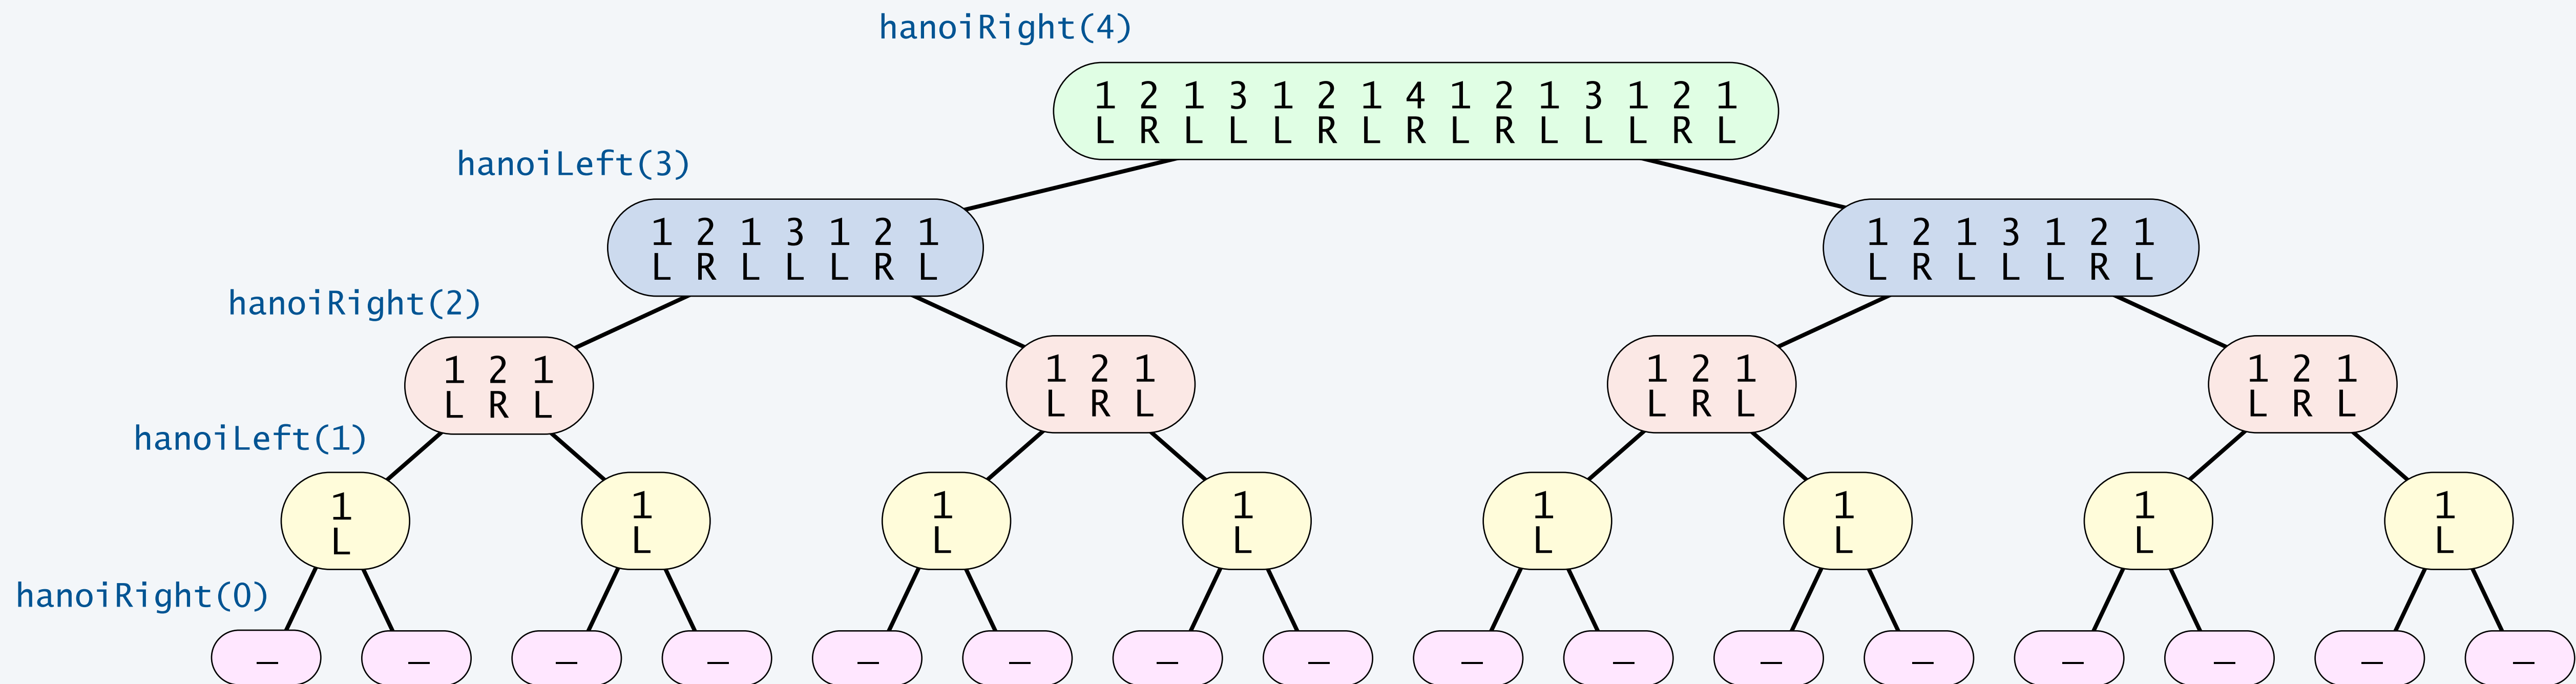 hanoiRight(4)
1 2 1 3 1 2 1 4 1 2 1 3 1 2 1
L R L L L R L R L R L L L R L
hanoiLeft(3)
1 2 1 3 1 2 1
L R L L L R L
1 2 1 3 1 2 1
L R L L L R L
hanoiRight(2)
1 2 1
L R L
1 2 1
L R L
1 2 1
L R L
1 2 1
L R L
hanoiLeft(1)
1
L
1
L
1
L
1
L
1
L
1
L
1
L
1
L
hanoiRight(0)
– – – – – – – – – – – – – – – –